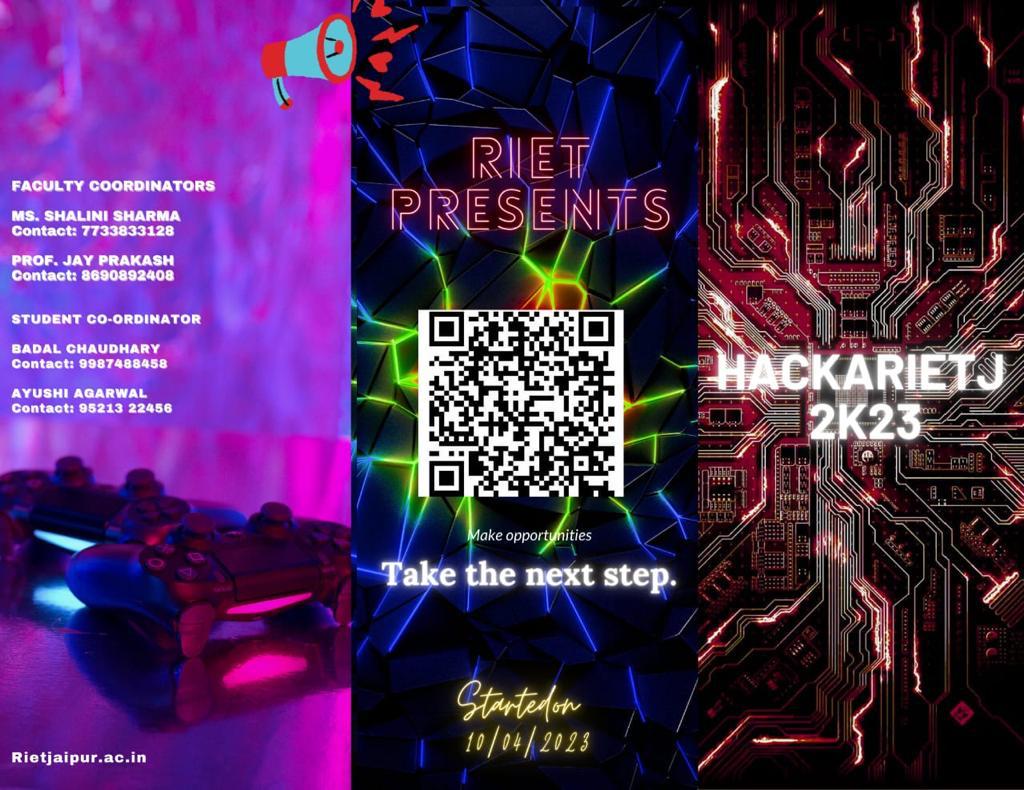 FACULTY COORDINATORS
MS. SHALINI SHARMA
Contact: 7733833128
PROF. JAY PRAKASH
Contact: 8690892408
STUDENT CO-ORDINATOR
BADAL CHAUDHARY
Contact: 9987488458
AYUSHI AGARWAL
Contact: 95213 22456
Rietjaipur.ac.in
RIET
PRESENTS
Make opportunities
Take the next step.
Startedon
10/04/2023
HACKARIETJ
2K23